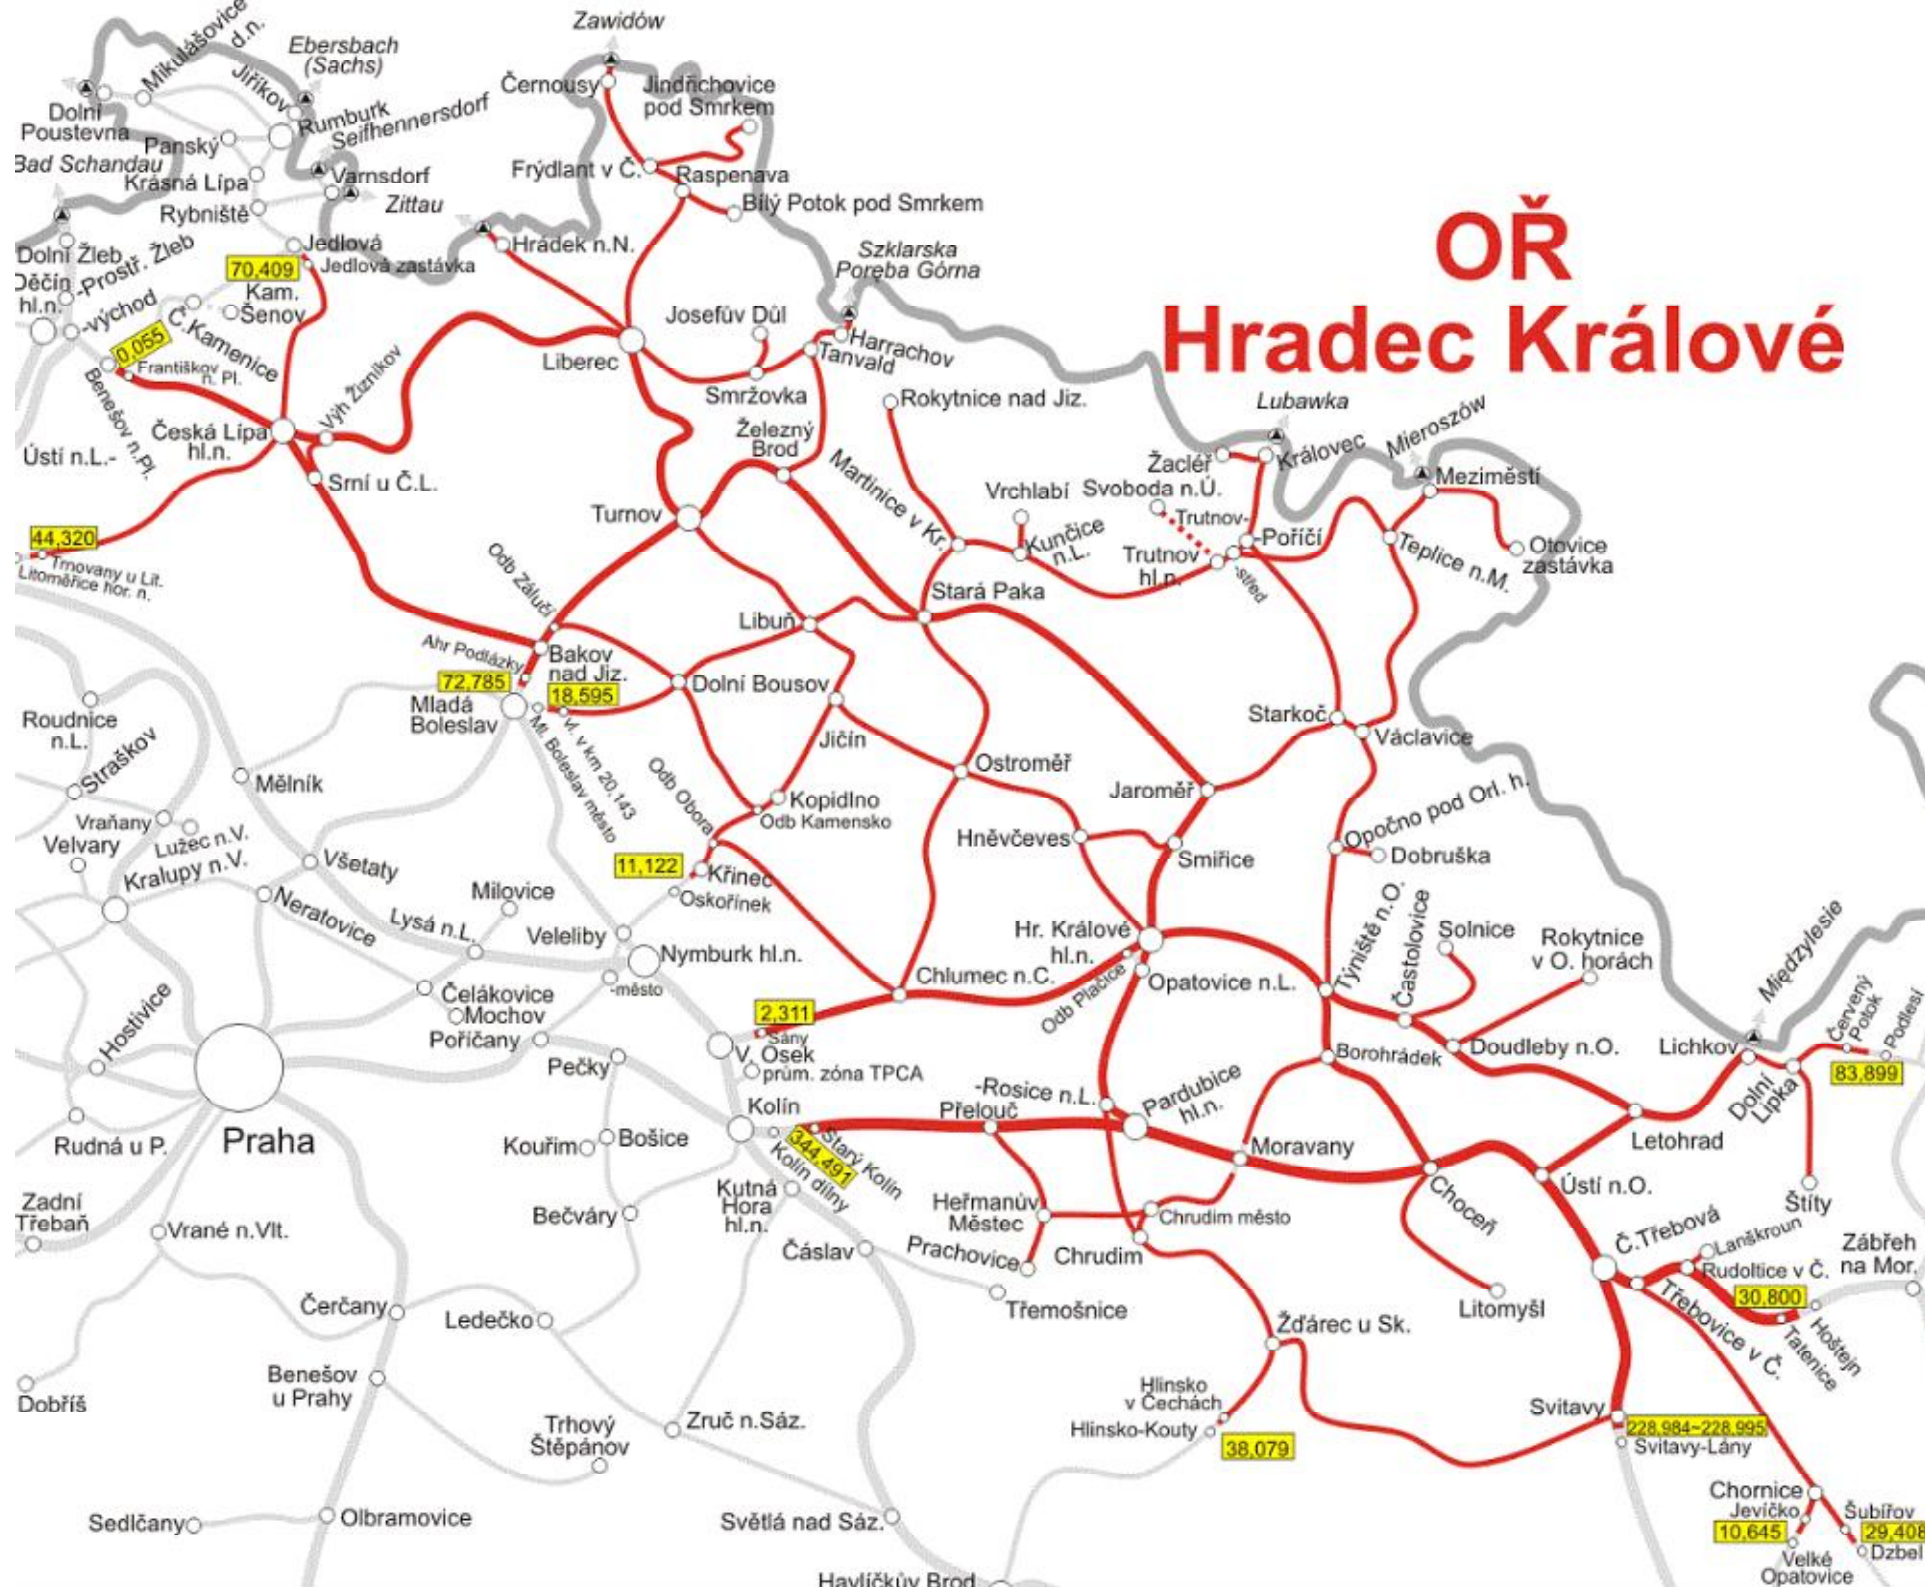 OŘ
Hradec Králové
Mikulášovice
d.n.
Ebersbach
(Sachs)
Jiříkov
Rumburk
Seifhennersdorf
Dolní
Poustevna
Panský
Bad Schandau
Krásná Lípa
Varnsdorf
Rybniště
Zittau
Zawidów
Černousy
Jindřichovice
pod Smrkem
Frýdlant v Č.
Raspenava
Bílý Potok pod Smrkem
Hrádek n.N.
Szklarska
Poręba Górna
Dolní Žleb
-Prostř. Žleb
Děčín
hl.n.
-východ
Jedlová
Jedlová zastávka
70,409
Kam.
Šenov
Č.Kamenice
0,055
Františkov
n. Pl.
Benešov n.Pl.
Ústí n.L.-
Česká Lípa
hl.n.
Výh Žizníkov
Srní u Č.L.
Liberec
Josefův Důl
Smržovka
Harrachov
Tanvald
Železný
Brod
Turnov
Rokytnice nad Jiz.
Martinice v Kr.
Vrchlabí
Kunčice
n.L.
Svoboda n.Ú.
Žacléř
Lubawka
Královec
Mieroszów
Meziměstí
Trutnov-
-Poříčí
Trutnov
hl.n.
-střed
Teplice n.M.
Otovice
zastávka
44,320
Trnovany u Lit.
Litoměřice hor. n.
Odb Zálučí
Ahr Podlázky
Bakov
nad Jiz.
72,785
18,595
Mladá
Boleslav
Ml. Boleslav město
vl. v km 20,143
Libuň
Stará Paka
Dolní Bousov
Jičín
Ostroměř
Starkoč
Václavice
Jaroměř
Roudnice
n.L.
Straškov
Mělník
Vraňany
Lužec n.V.
Velvary
Kralupy n.V.
Všetaty
Neratovice
Odb Obora
Kopidlno
Odb Kamensko
11,122
Křinec
Oskořínek
Hněvčeves
Smiřice
Opočno pod Orl. h.
Dobruška
Milovice
Lysá n.L.
Veleliby
Nymburk hl.n.
-město
Čelákovice
Mochov
Poříčany
Hr. Králové
hl.n.
Chlumec n.C.
Odb Plačice
Opatovice n.L.
Týniště n.O.
Častolovice
Solnice
Rokytnice
v O. horách
Międzylesie
Hostivice
2,311
Sány
V. Osek
prům. zóna TPCA
Pečky
Borohrádek
Doudleby n.O.
Lichkov
Dolní
Lipka
Červený
Potok
Podlesí
83,899
Rudná u P.
Praha
Kolín
344,491
Starý Kolín
Kolín dílny
Přelouč
-Rosice n.L.
Pardubice
hl.n.
Moravany
Letohrad
Kouřim
Bošice
Bečváry
Kutná
Hora
hl.n.
Čáslav
Heřmanův
Městec
Prachovice
Chrudim město
Chrudim
Choceň
Ústí n.O.
Štíty
Zadní
Třebaň
Vrané n.Vlt.
Třemošnice
Litomyšl
Č.Třebová
Lanškroun
Rudoltice v Č.
Zábřeh
na Mor.
30,800
Třebovice v Č.
Tatenice
Hoštejn
Čerčany
Ledečko
Žďárec u Sk.
Dobříš
Benešov
u Prahy
Hlinsko
v Čechách
Hlinsko-Kouty
38,079
Svitavy
228,984~228,995
Svitavy-Lány
Trhový
Štěpánov
Zruč n.Sáz.
Sedlčany
Olbramovice
Světlá nad Sáz.
Havlíčkův Brod
Chornice
Jevíčko
10,645
Velké
Opatovice
Šubířov
29,408
Dzbel